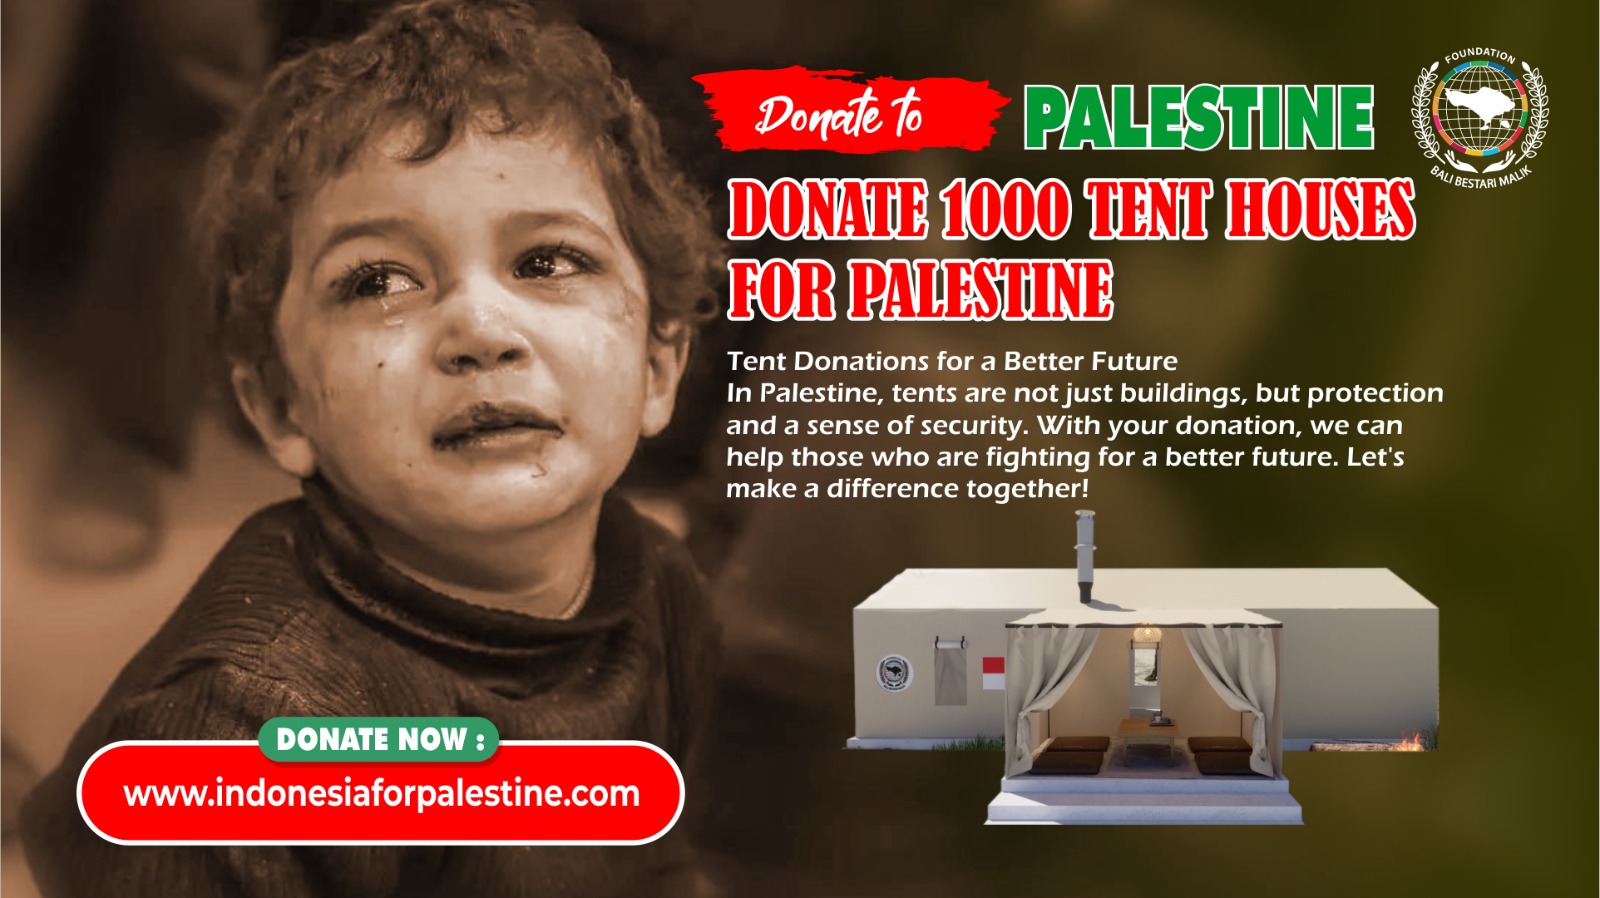 Donate to PALESTINE
FOUNDATION
BALI BESTARI MALIK
DONATE 1000 TENT HOUSES
FOR PALESTINE
Tent Donations for a Better Future
In Palestine, tents are not just buildings, but protection
and a sense of security. With your donation, we can
help those who are fighting for a better future. Let's
make a difference together!
DONATE NOW :
www.indonesiaforpalestine.com